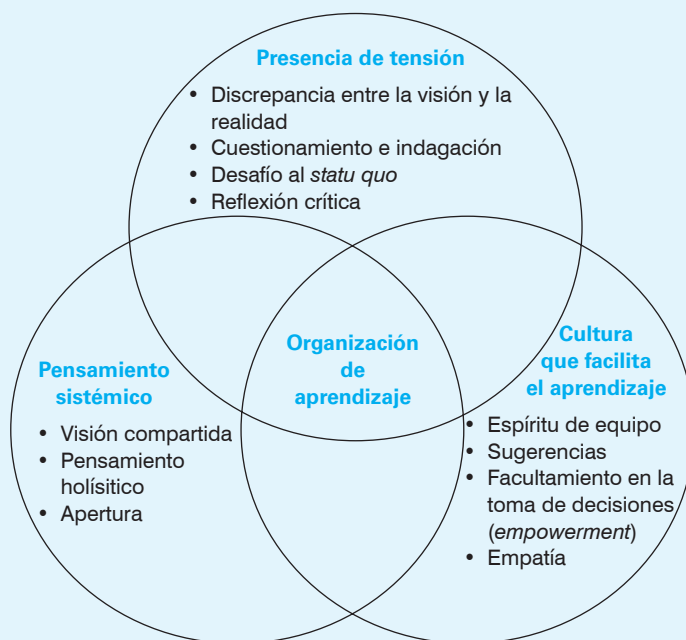 Presencia de tensión
• Discrepancia entre la visión y la
realidad
• Cuestionamiento e indagación
• Desafío al statu quo
• Reflexión crítica
Organización
de
aprendizaje
Pensamiento
sistémico
• Visión compartida
• Pensamiento
holísitico
• Apertura
Cultura
que facilita
el aprendizaje
• Espíritu de equipo
• Sugerencias
• Facultamiento en la
toma de decisiones
(empowerment)
• Empatía